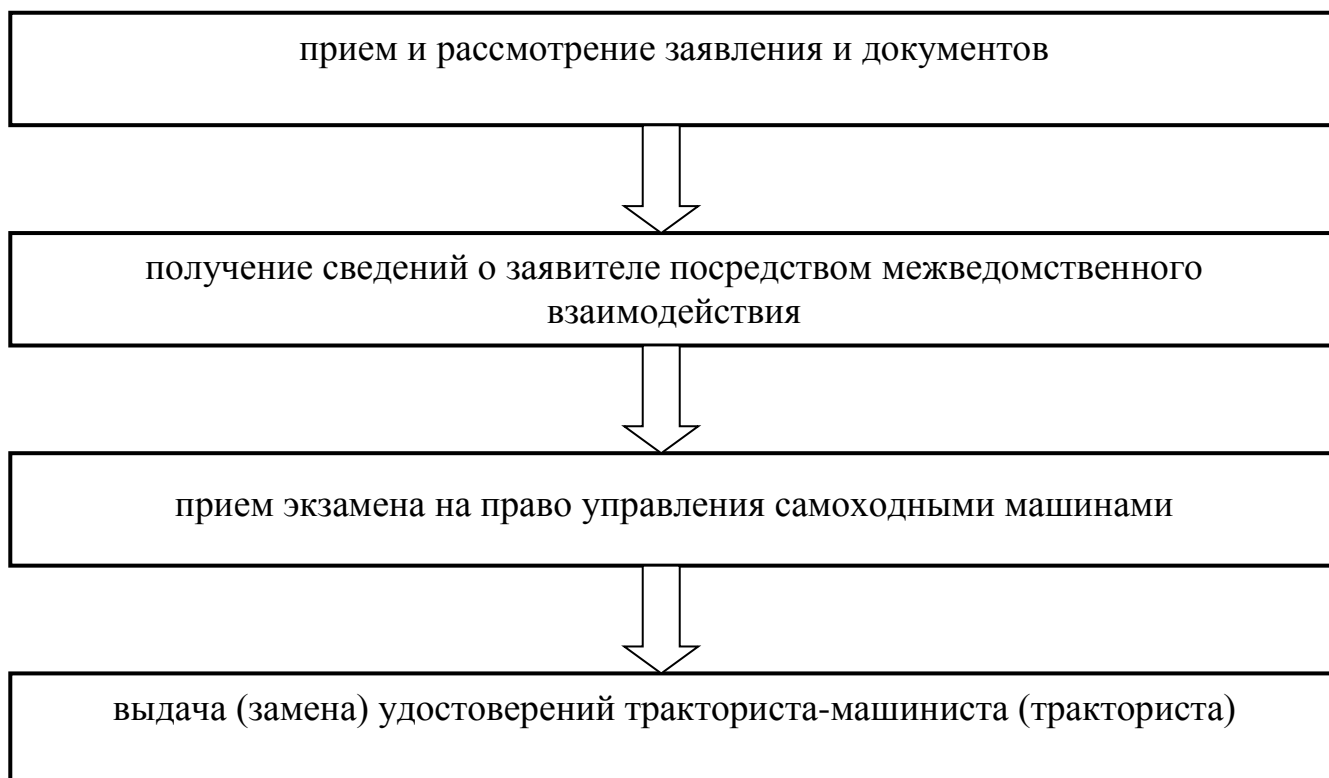 прием и рассмотрение заявления и документов
получение сведений о заявителе посредством межведомственного
взаимодействия
прием экзамена на право управления самоходными машинами
выдача (замена) удостоверений тракториста-машиниста (тракториста)